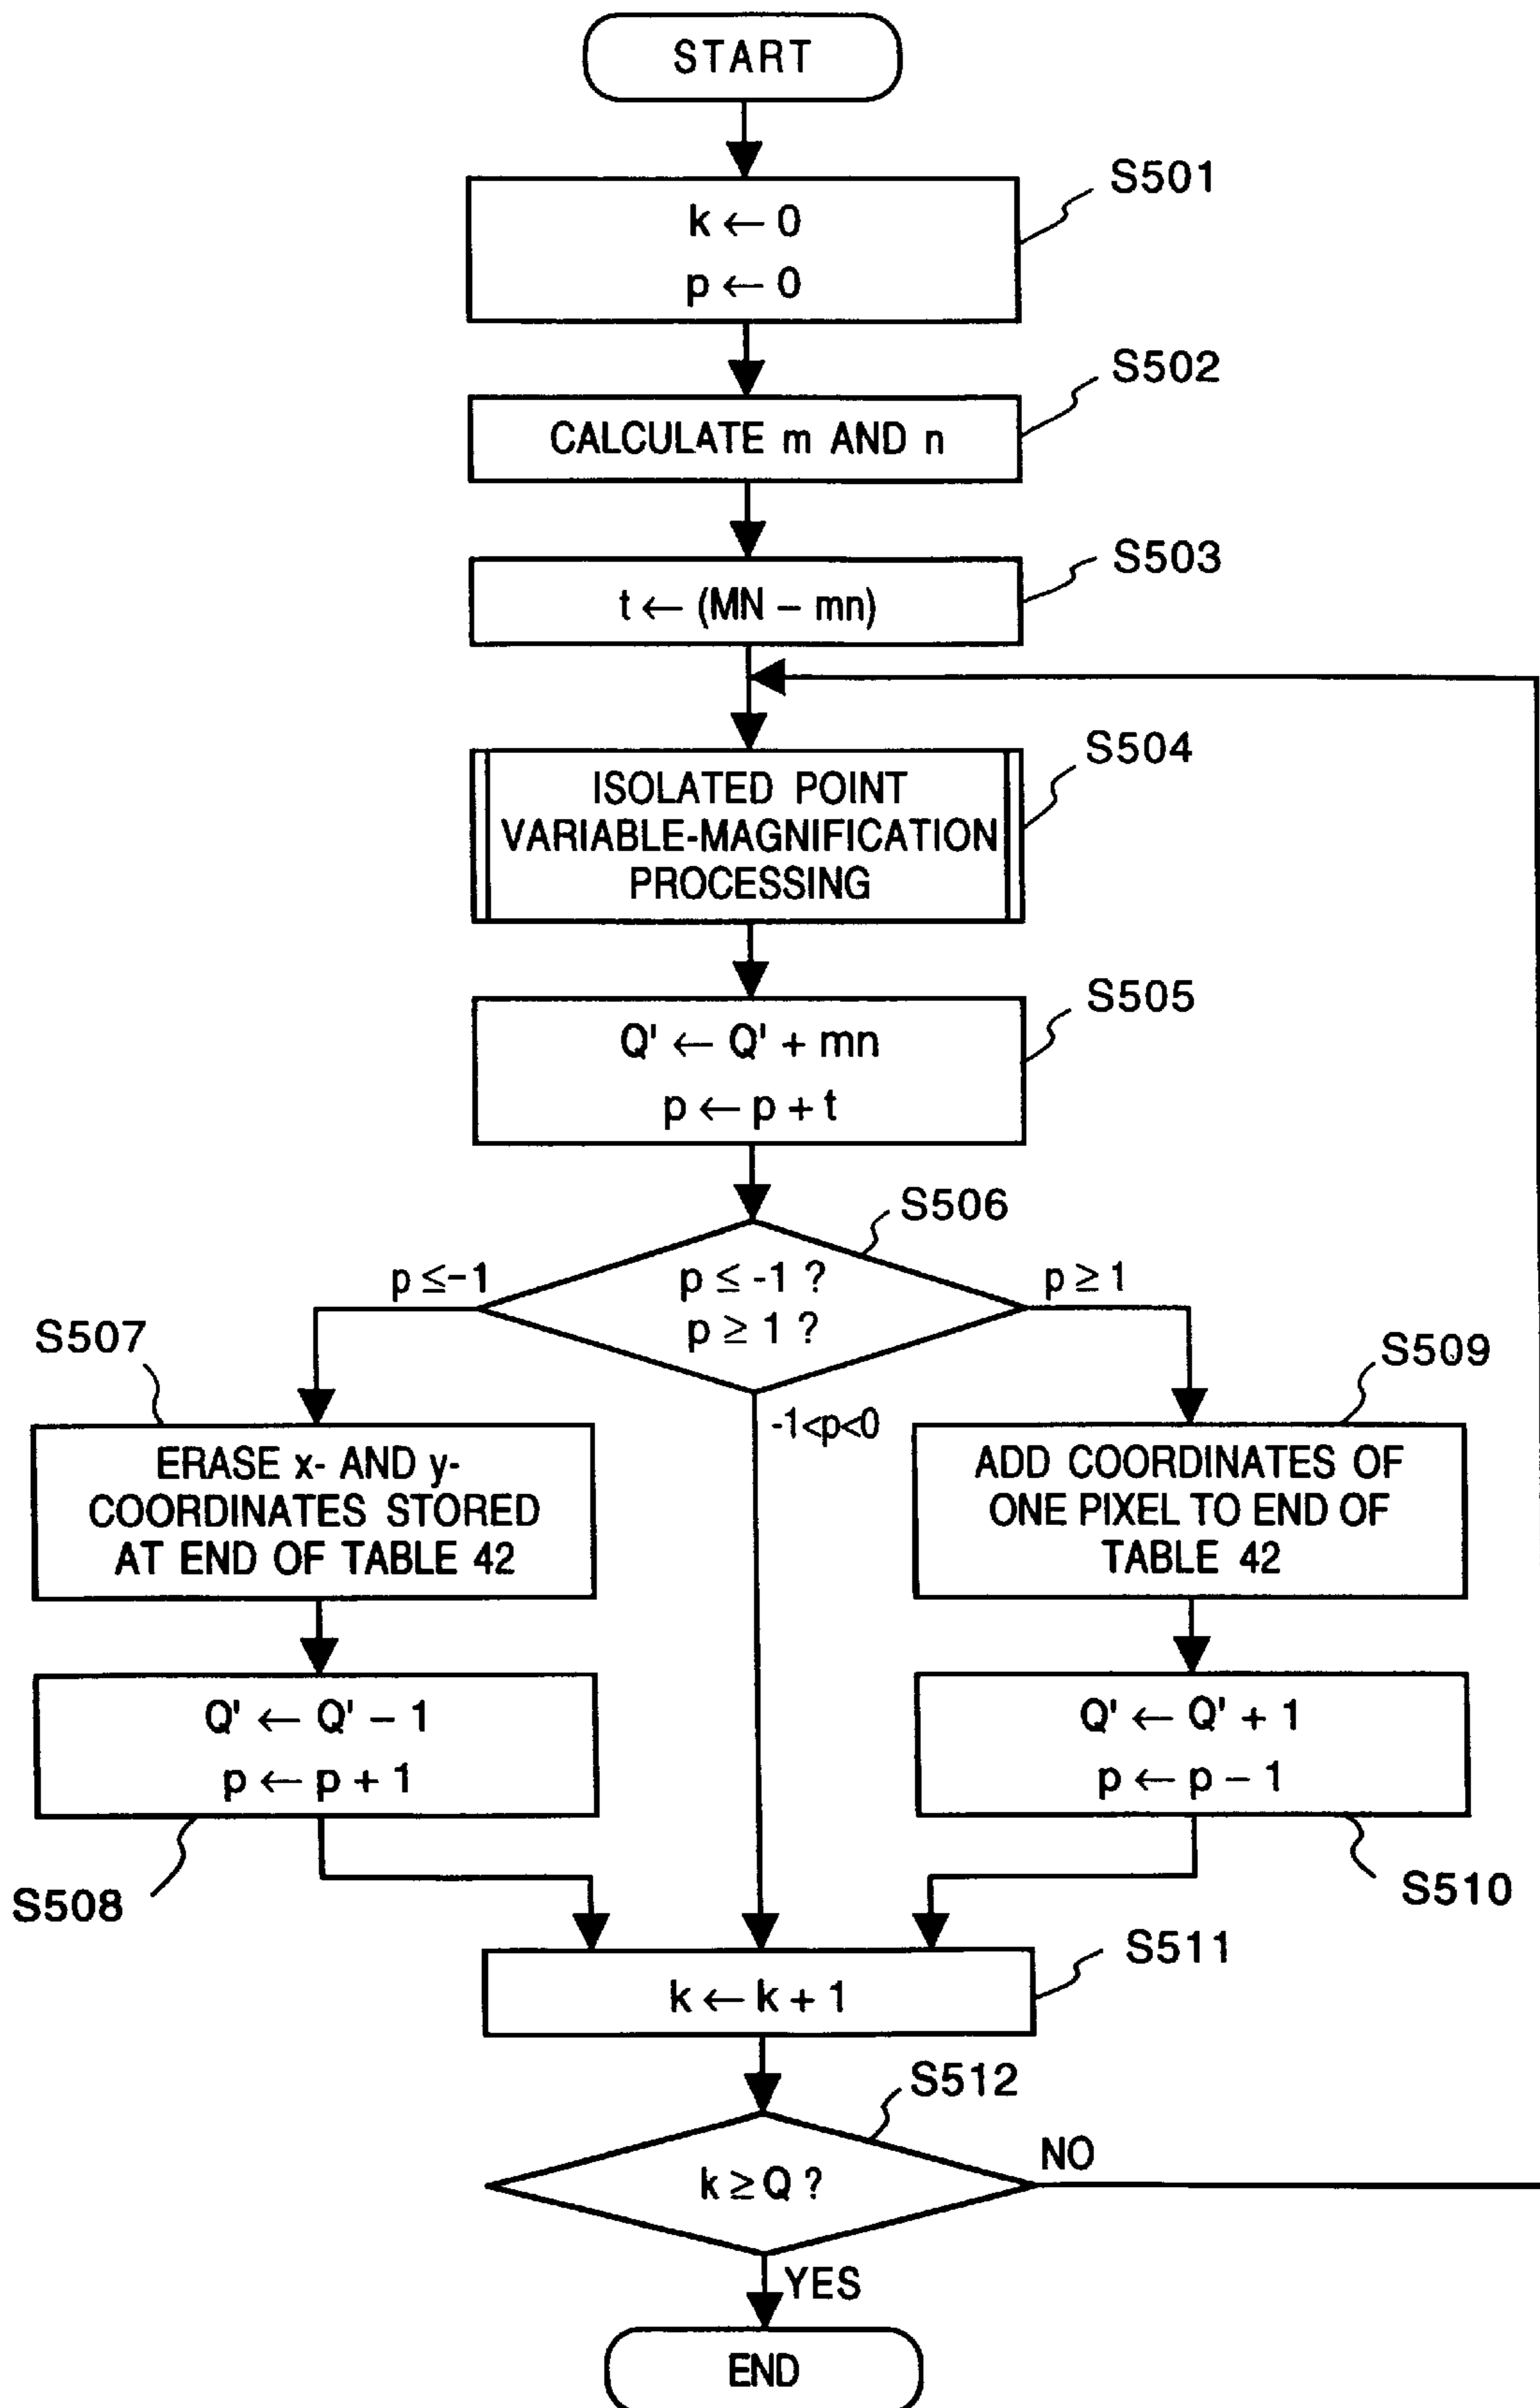 START
S501
k ← 0
p ← 0
S502
CALCULATE m AND n
S503
t ← (MN – mn)
S504
ISOLATED POINT
VARIABLE-MAGNIFICATION
PROCESSING
S505
Q' ← Q' + mn
p ← p + t
S506
p ≤-1
p ≤ -1 ?
p ≥ 1 ?
p ≥ 1
S507
S509
-1<p<0
ERASE x- AND y-
COORDINATES STORED
AT END OF TABLE 42
ADD COORDINATES OF
ONE PIXEL TO END OF
TABLE 42
Q' ← Q' – 1
p ← p + 1
Q' ← Q' + 1
p ← p – 1
S508
S510
S511
k ← k + 1
S512
k ≥ Q ?
NO
YES
END